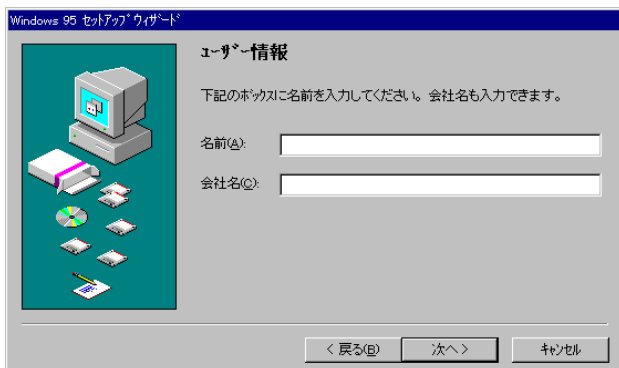 Windows 95 ｾｯﾄｱｯﾌﾟ ｳｨｻﾞｰﾄﾞ
ﾕｰｻﾞｰ情報
下記のﾎﾞｯｸｽに名前を入力してください。会社名も入力できます。
名前(A):
会社名(C):
< 戻る(B)
次へ >
ｷｬﾝｾﾙ